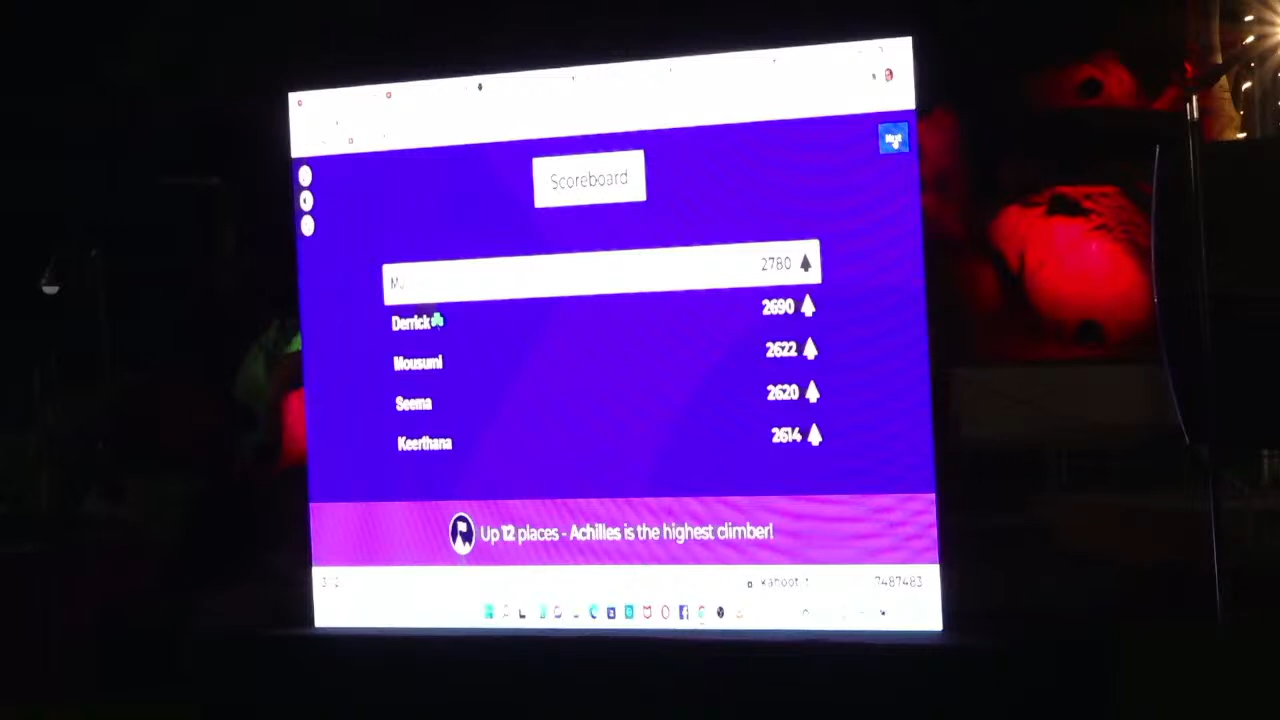 Next
Scoreboard
2780
Derrick 2690
Mousumi 2622
Seema 2620
Keerthana 2614
Up 12 places - Achilles is the highest climber!
7487483